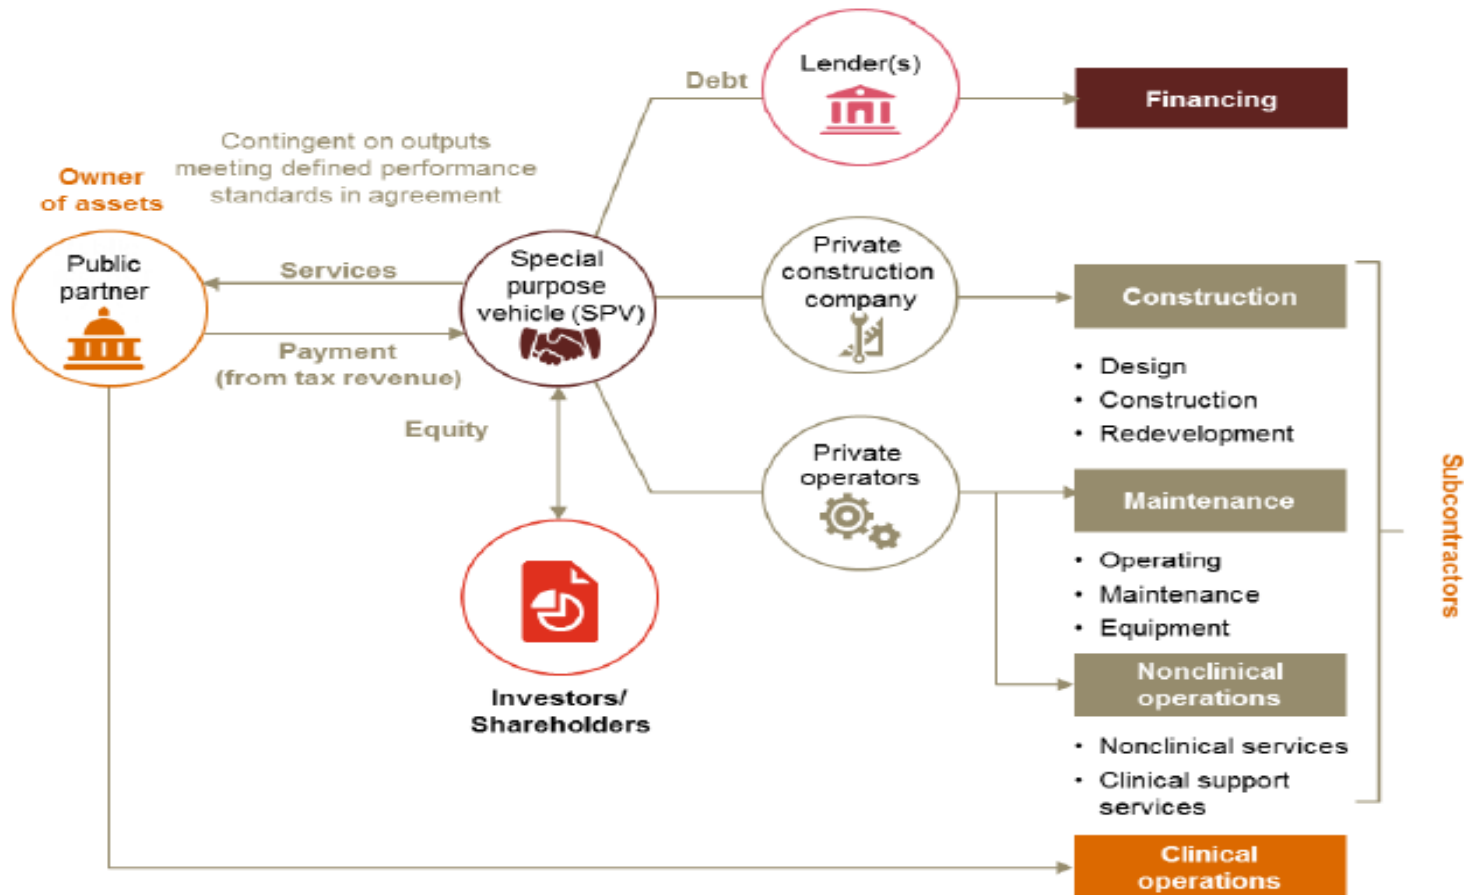 Lender(s)
Debt
Financing
Contingent on outputs
meeting defined performance
standards in agreement
Owner
of assets
Public
partner
Services
Payment
(from tax revenue)
Special
purpose
vehicle (SPV)
Private
construction
company
Construction
• Design
• Construction
• Redevelopment
Equity
Private
operators
Maintenance
• Operating
• Maintenance
• Equipment
Investors/
Shareholders
Nonclinical
operations
• Nonclinical services
• Clinical support
services
Subcontractors
Clinical
operations